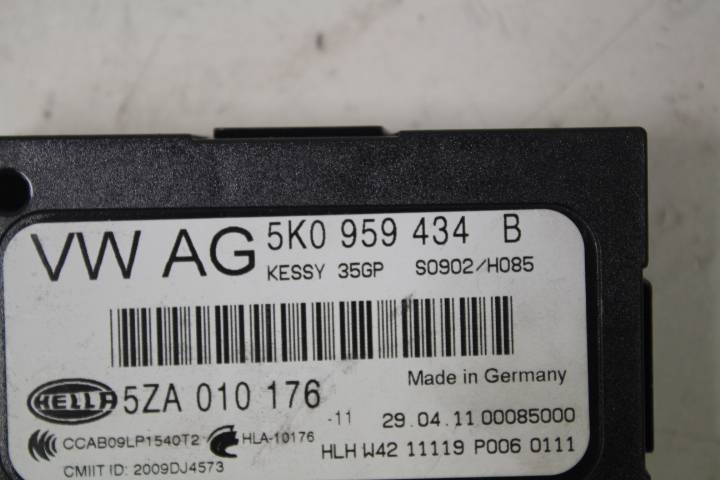 VW AG 5K0 959 434 B
KESSY 35GP S0902/H085
HELLA 5ZA 010 176
Made in Germany
-11 29.04.11 00085000
CCAB09LP1540T2 HLA-10176
HLH W42 11119 P006 0111
CMIIT ID: 2009DJ4573